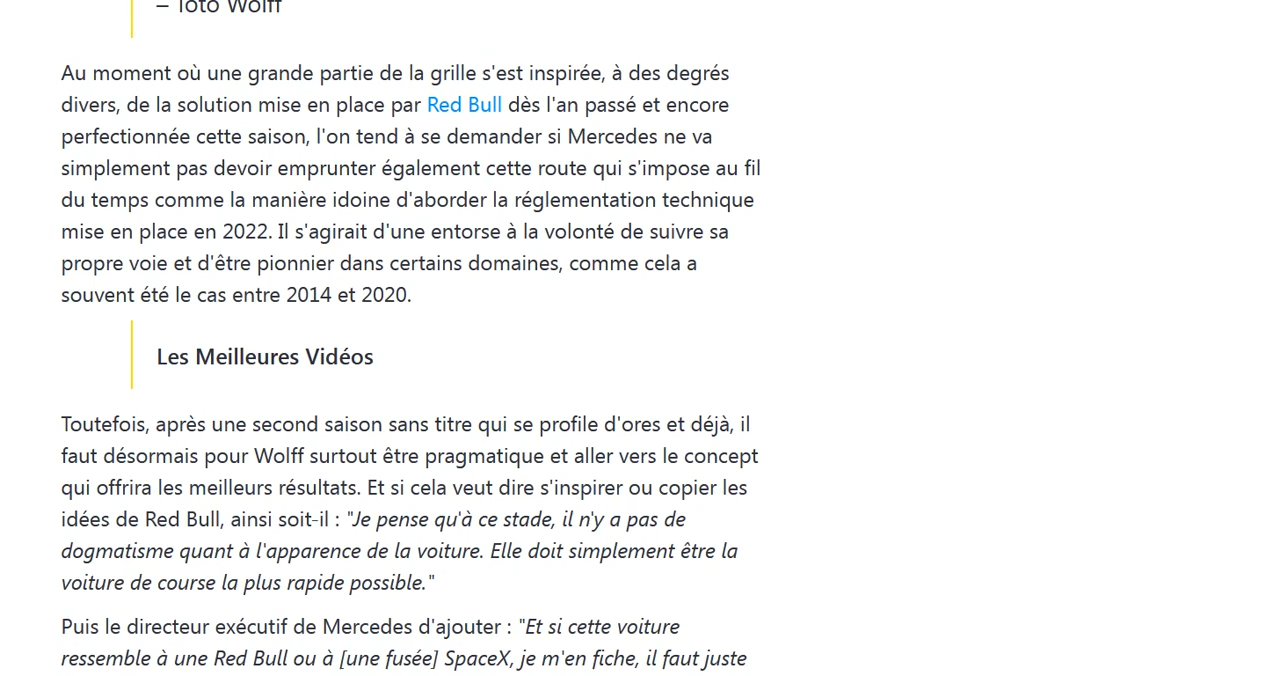 – Toto Wolff
Au moment où une grande partie de la grille s'est inspirée, à des degrés
divers, de la solution mise en place par Red Bull dès l'an passé et encore
perfectionnée cette saison, l'on tend à se demander si Mercedes ne va
simplement pas devoir emprunter également cette route qui s'impose au fil
du temps comme la manière idoine d'aborder la réglementation technique
mise en place en 2022. Il s'agirait d'une entorse à la volonté de suivre sa
propre voie et d'être pionnier dans certains domaines, comme cela a
souvent été le cas entre 2014 et 2020.
Les Meilleures Vidéos
Toutefois, après une second saison sans titre qui se profile d'ores et déjà, il
faut désormais pour Wolff surtout être pragmatique et aller vers le concept
qui offrira les meilleurs résultats. Et si cela veut dire s'inspirer ou copier les
idées de Red Bull, ainsi soit-il : "Je pense qu'à ce stade, il n'y a pas de
dogmatisme quant à l'apparence de la voiture. Elle doit simplement être la
voiture de course la plus rapide possible."
Puis le directeur exécutif de Mercedes d'ajouter : "Et si cette voiture
ressemble à une Red Bull ou à [une fusée] SpaceX, je m'en fiche, il faut juste